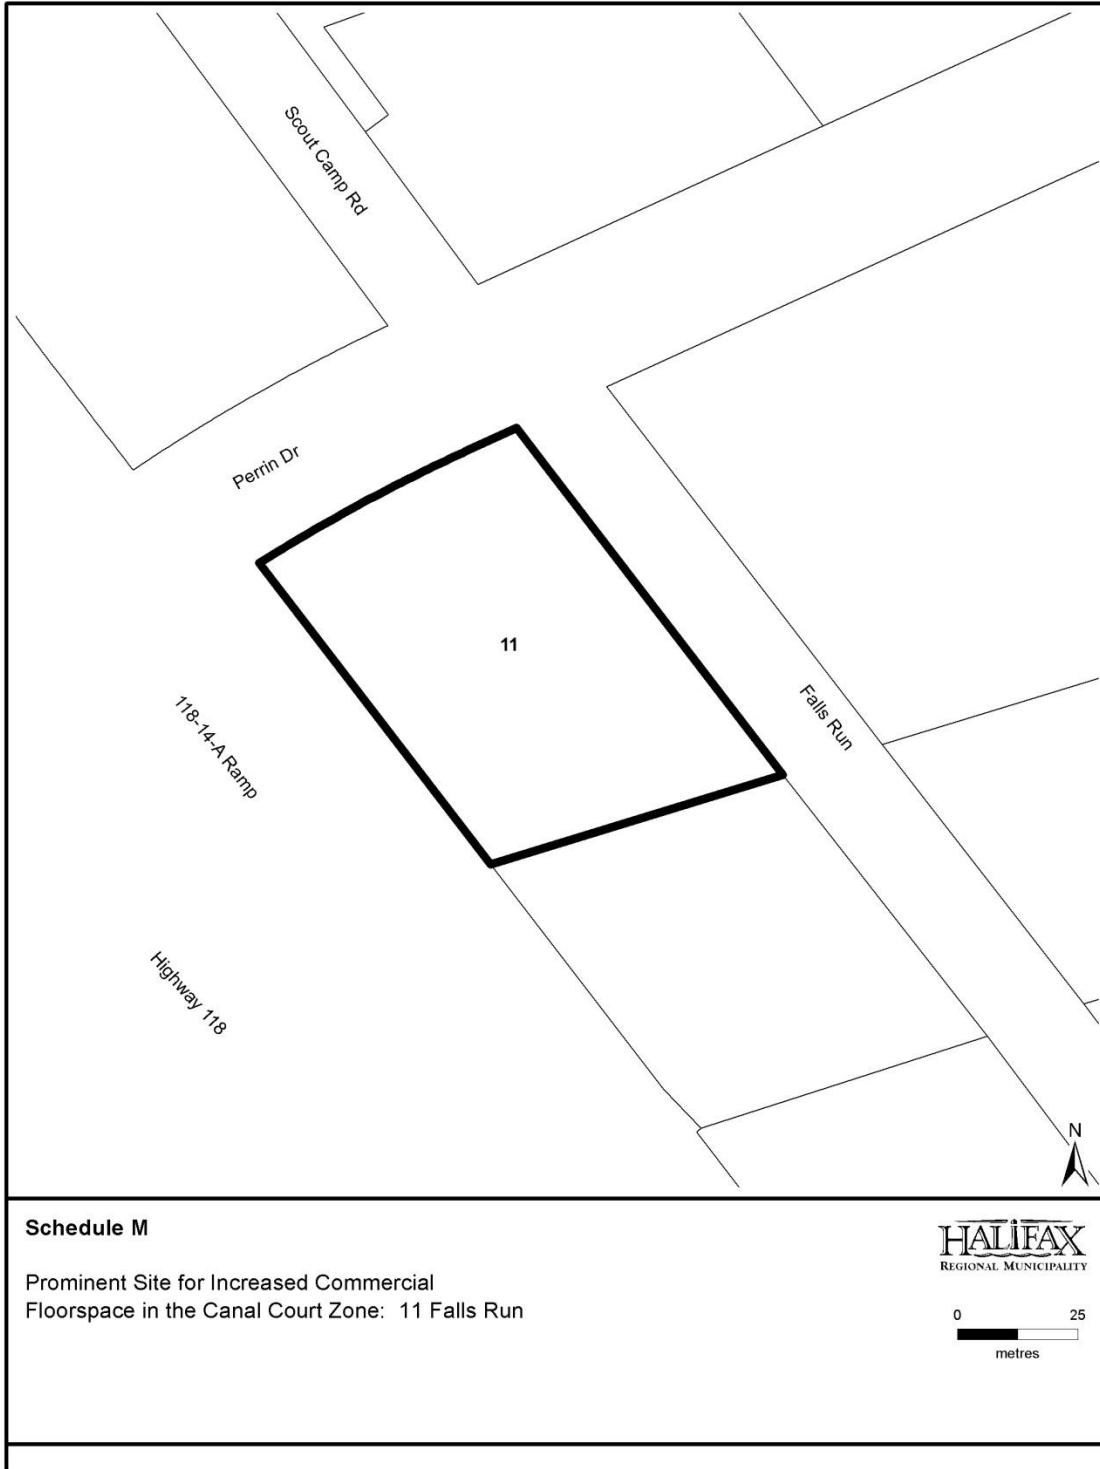 Scout Camp Rd
Perrin Dr
11
118-14-A Ramp
Falls Run
Highway 118
N
Schedule M
Prominent Site for Increased Commercial
Floorspace in the Canal Court Zone: 11 Falls Run
HALIFAX
REGIONAL MUNICIPALITY
0 25
metres